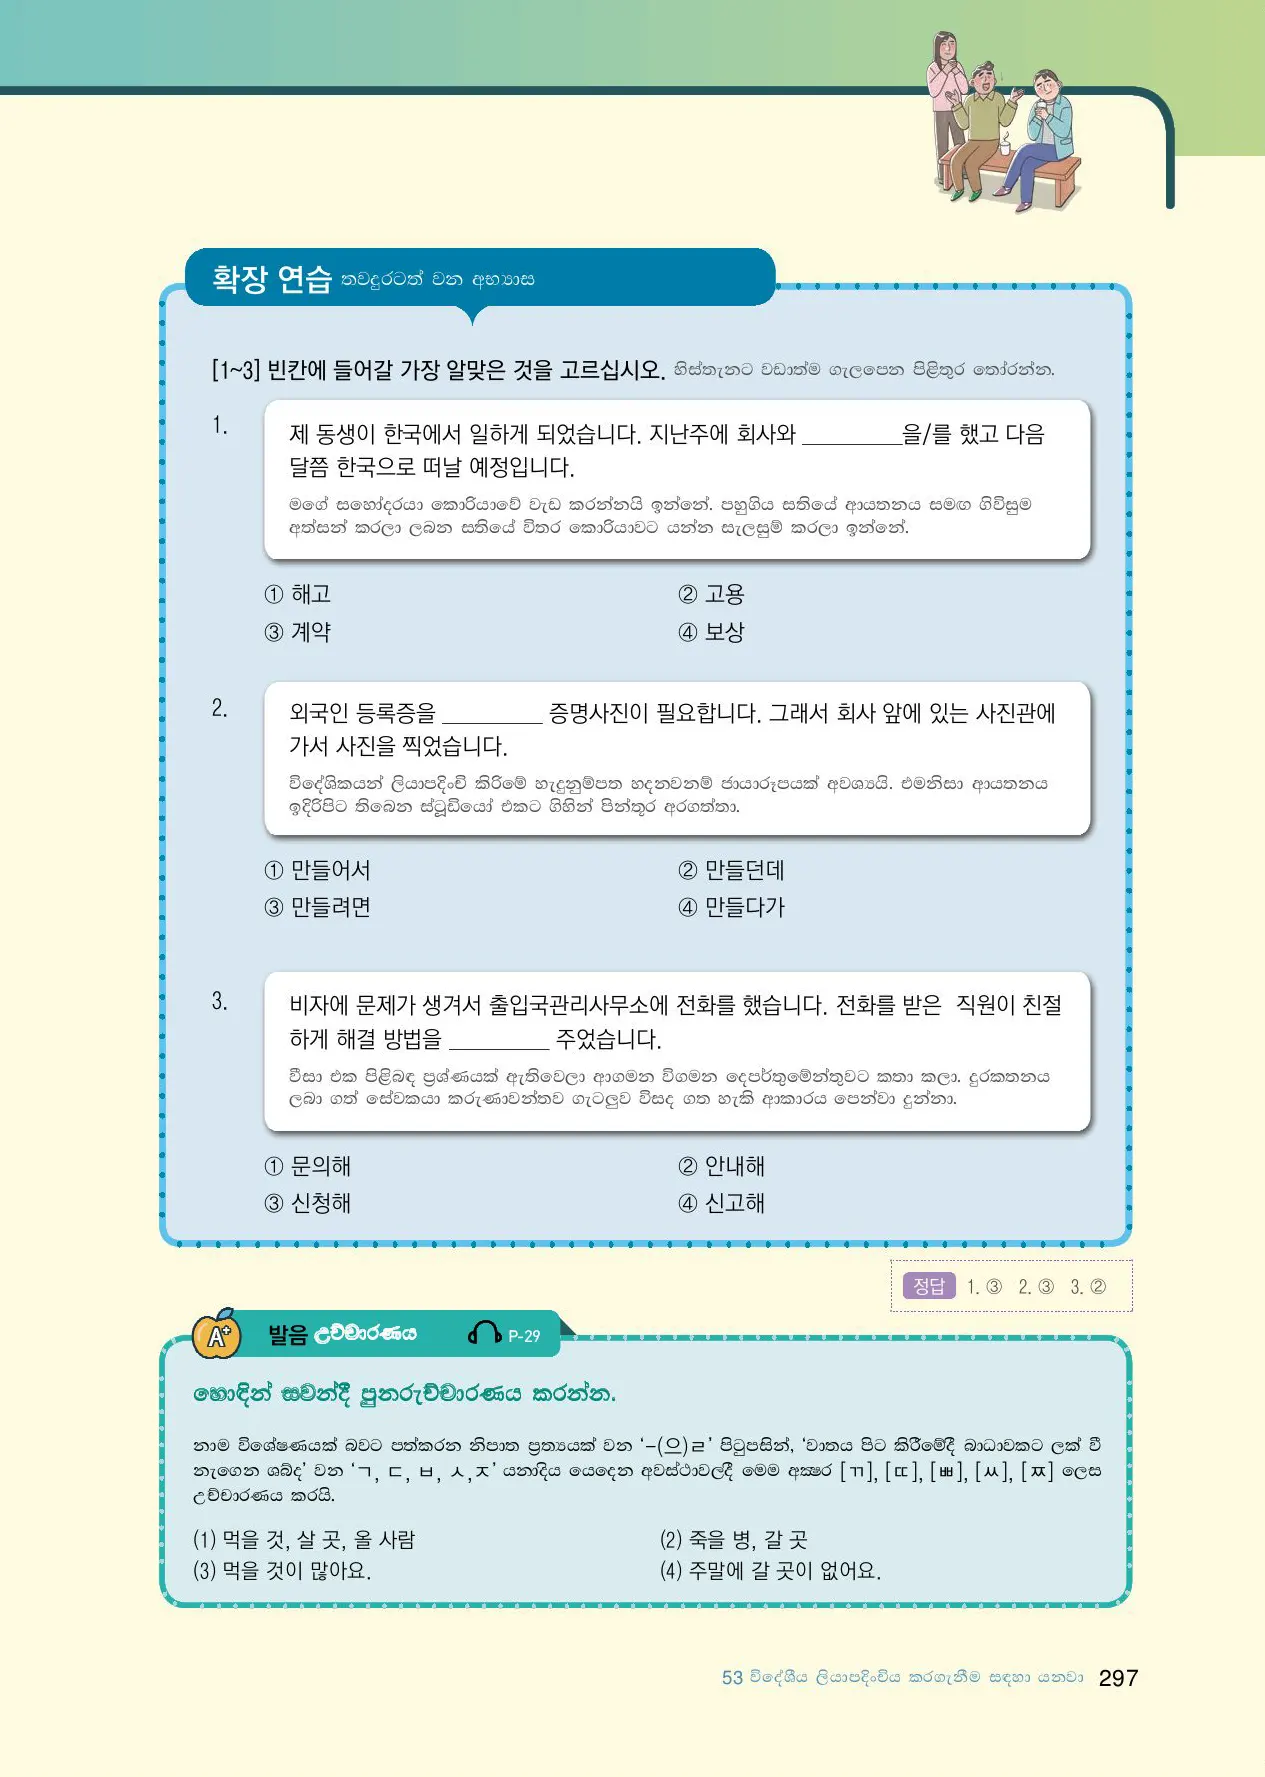 확장 연습 තවදුරටත් වන අභ්‍යාස
[1~3] 빈칸에 들어갈 가장 알맞은 것을 고르십시오. හිස්තැනට වඩාත්ම ගැලපෙන පිළිතුර තෝරන්න.
1.
제 동생이 한국에서 일하게 되었습니다. 지난주에 회사와 _________을/를 했고 다음
달쯤 한국으로 떠날 예정입니다.
මගේ සහෝදරයා කොරියාවේ වැඩ කරන්නයි ඉන්නේ. පහුගිය සතියේ ආයතනය සමඟ ගිවිසුම
අත්සන් කරලා ලබන සතියේ විතර කොරියාවට යන්න සැලසුම් කරලා ඉන්නේ.
① 해고 ② 고용
③ 계약 ④ 보상
2.
외국인 등록증을 _________ 증명사진이 필요합니다. 그래서 회사 앞에 있는 사진관에
가서 사진을 찍었습니다.
විදේශිකයන් ලියාපදිංචි කිරීමේ හැදුනුම්පත හදනවනම් ජායාරූපයක් අවශ්‍යයි. එමනිසා ආයතනය
ඉදිරිපිට තිබෙන ස්ටූඩියෝ එකට ගිහින් පින්තූර අරගත්තා.
① 만들어서 ② 만들던데
③ 만들려면 ④ 만들다가
3.
비자에 문제가 생겨서 출입국관리사무소에 전화를 했습니다. 전화를 받은 직원이 친절
하게 해결 방법을 _________ 주었습니다.
වීසා එක පිළිබඳ ප්‍රශ්ණයක් ඇතිවෙලා ආගමන විගමන දෙපර්තුමේන්තුවට කතා කලා. දුරකතනය
ලබා ගත් සේවකයා කරුණාවන්තව ගැටලුව විසඳ ගත හැකි ආකාරය පෙන්වා දුන්නා.
① 문의해 ② 안내해
③ 신청해 ④ 신고해
정답 1. ③ 2. ③ 3. ②
A+ 발음 උච්චාරණය P-29
හොඳින් සවන්දී පුනරුච්චාරණය කරන්න.
නාම විශේෂණයක් බවට පත්කරන නිපාත ප්‍රත්‍යයක් වන ‘-(으)ㄹ’ පිටුපසින්, ‘වාතය පිට කිරීමේදී බාධාවකට ලක් වී
නැගෙන ශබ්ද’ වන ‘ㄱ, ㄷ, ㅂ, ㅅ,ㅈ’ යනාදිය යෙදෙන අවස්ථාවලදී මෙම අක්‍ෂර [ㄲ], [ㄸ], [ㅃ], [ㅆ], [ㅉ] ලෙස
උච්චාරණය කරයි.
(1) 먹을 것, 살 곳, 올 사람 (2) 죽을 병, 갈 곳
(3) 먹을 것이 많아요. (4) 주말에 갈 곳이 없어요.
53 විදේශීය ලියාපදිංචිය කරගැනීම සඳහා යනවා 297